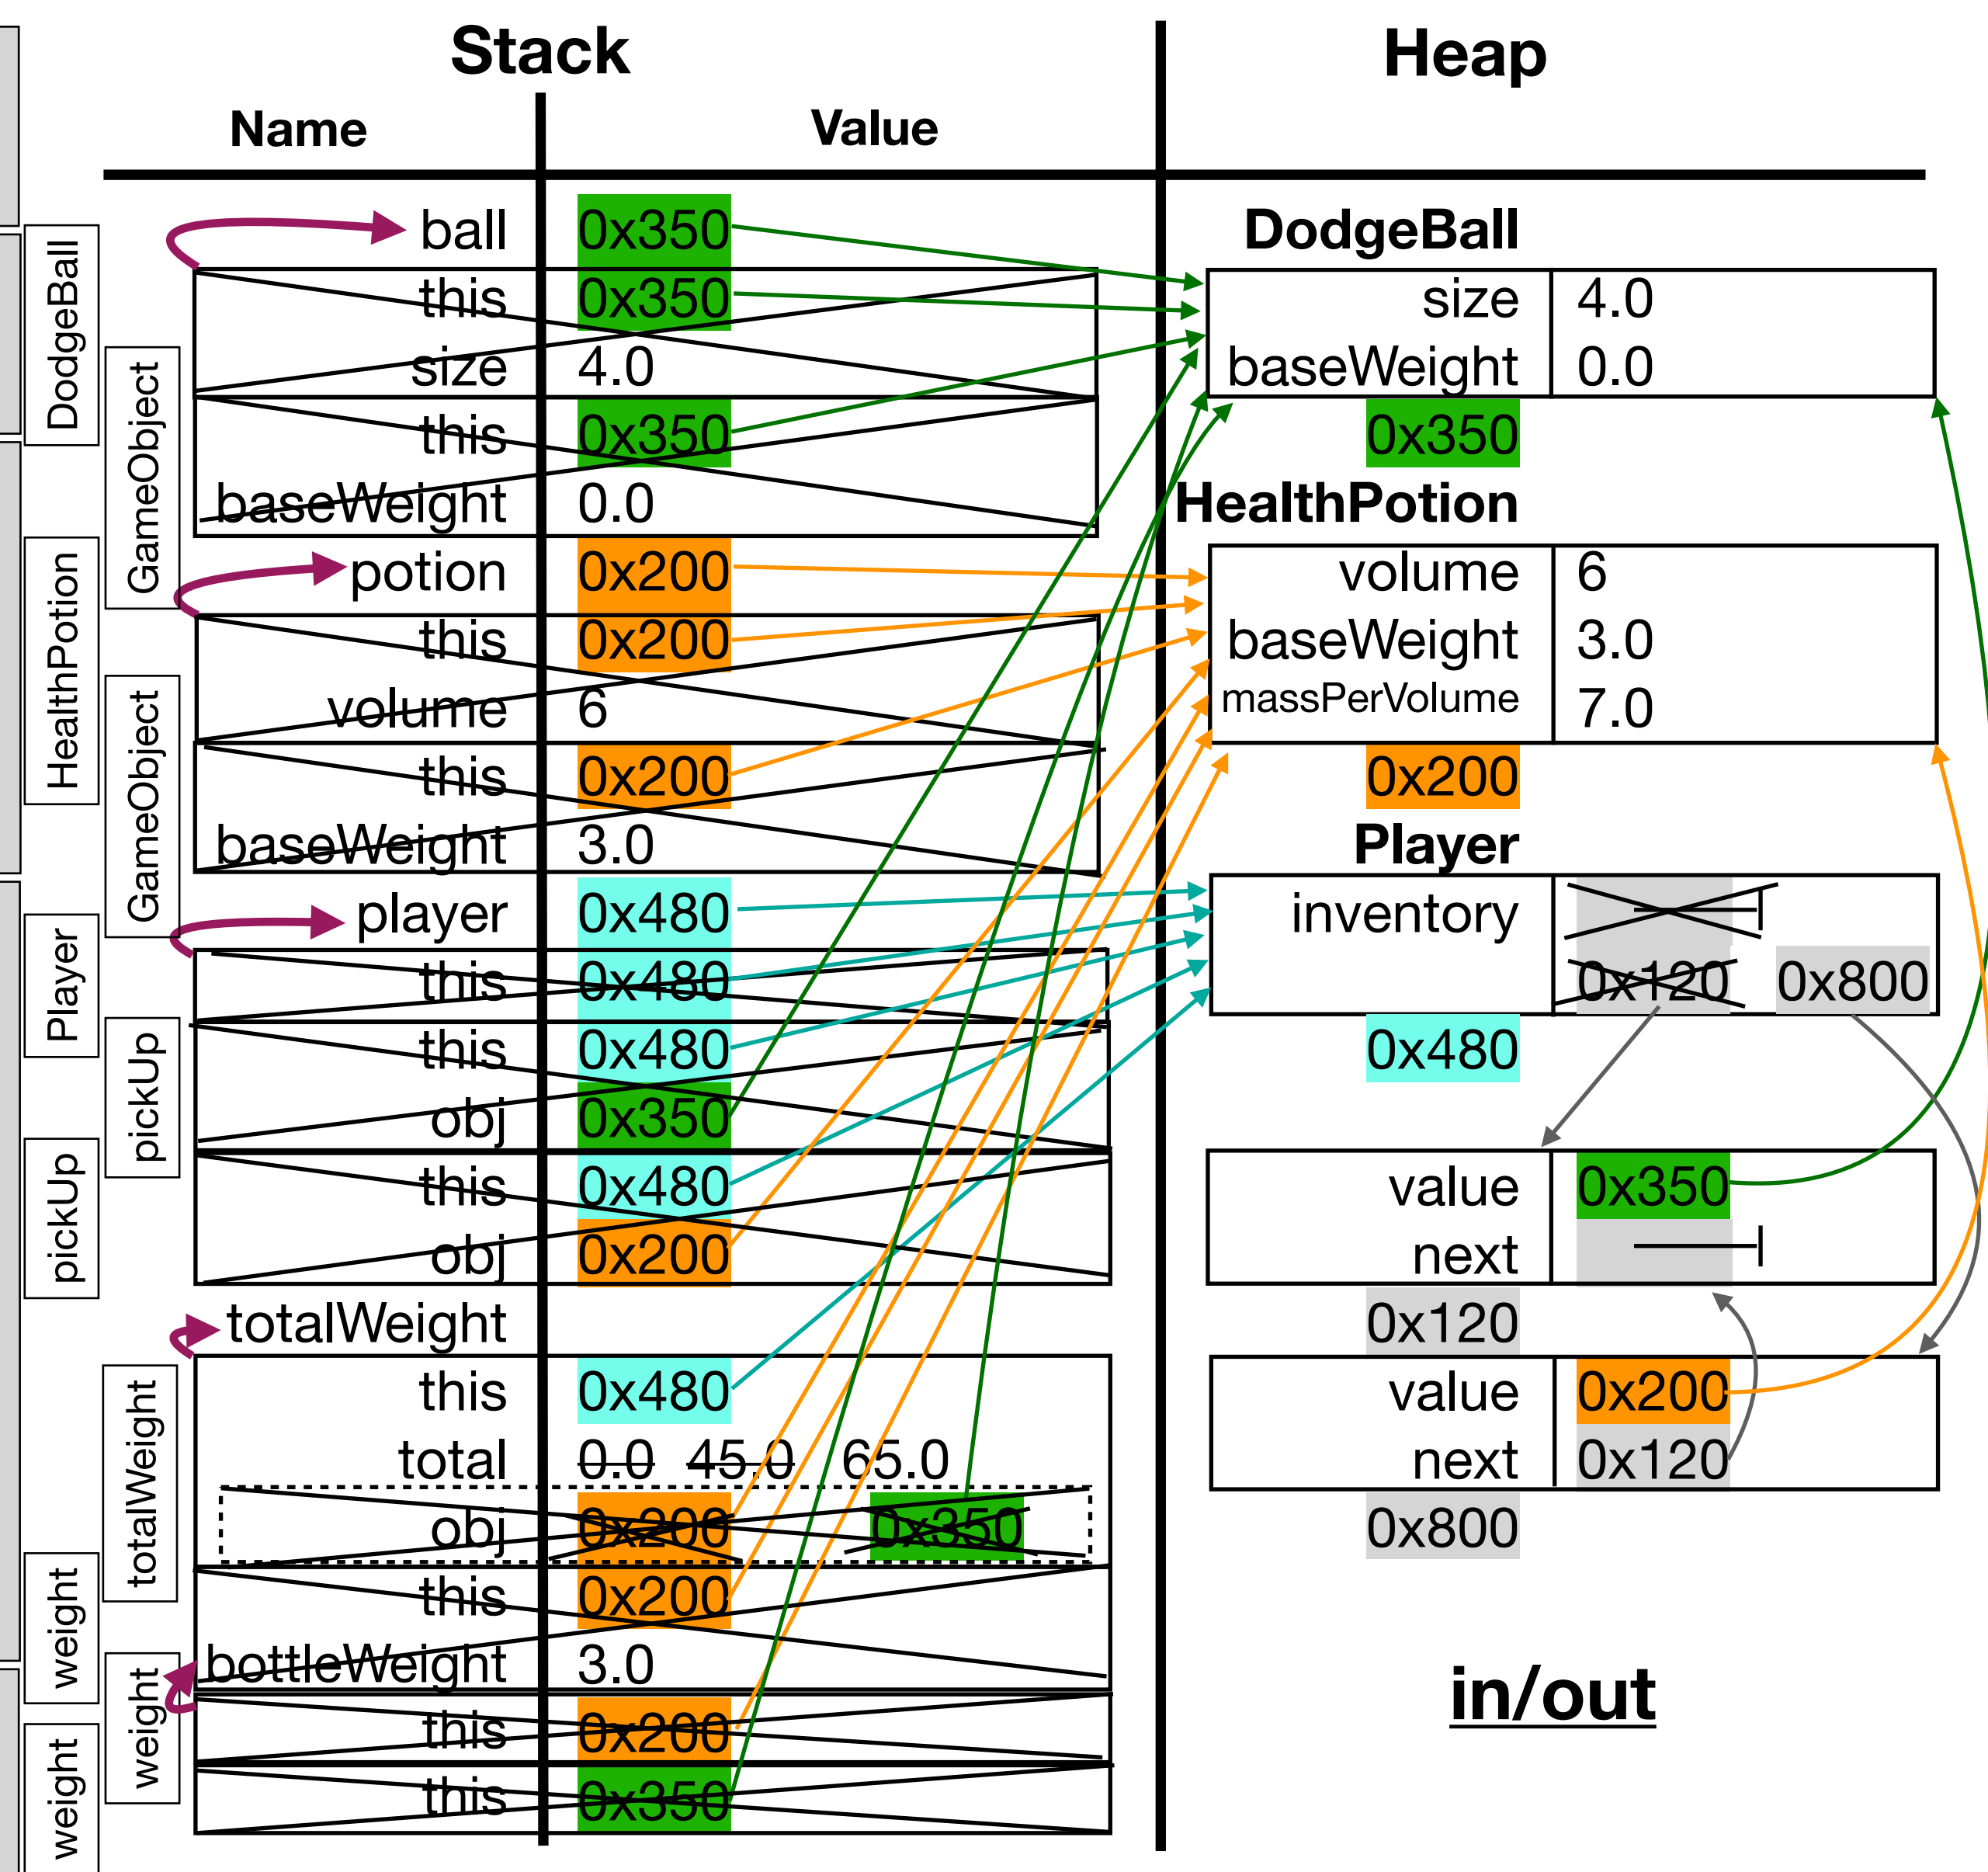 Stack
Heap
Name
Value
ball 0x350
this 0x350
size 4.0
this 0x350
baseWeight 0.0
potion 0x200
this 0x200
volume 6
this 0x200
baseWeight 3.0
player 0x480
this 0x480
this 0x480
obj 0x350
this 0x480
obj 0x200
totalWeight
this 0x480
total 0.0 45.0 65.0
obj 0x200 0x350
this 0x200
bottleWeight 3.0
this 0x200
this 0x350
DodgeBall
GameObject
HealthPotion
GameObject
Player
pickUp
pickUp
totalWeight
weight
weight
weight
DodgeBall
size 4.0
baseWeight 0.0
0x350
HealthPotion
volume 6
baseWeight 3.0
massPerVolume 7.0
0x200
Player
inventory
0x120 0x800
0x480
value 0x350
next
0x120
value 0x200
next 0x120
0x800
in/out